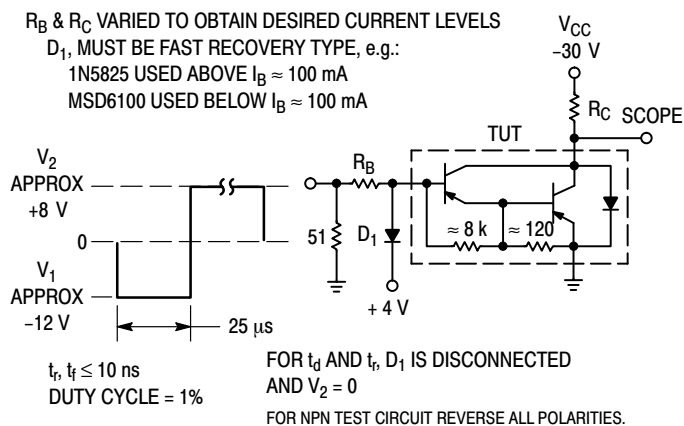 R_B & R_C VARIED TO OBTAIN DESIRED CURRENT LEVELS
D_1, MUST BE FAST RECOVERY TYPE, e.g.:
1N5825 USED ABOVE I_B ≈ 100 mA
MSD6100 USED BELOW I_B ≈ 100 mA
V_CC
-30 V
R_C
SCOPE
TUT
V_2
APPROX
+8 V
0
V_1
APPROX
-12 V
R_B
51
D_1
≈ 8 k
≈ 120
+ 4 V
25 μs
t_r, t_f ≤ 10 ns
DUTY CYCLE = 1%
FOR t_d AND t_r, D_1 IS DISCONNECTED
AND V_2 = 0
FOR NPN TEST CIRCUIT REVERSE ALL POLARITIES.